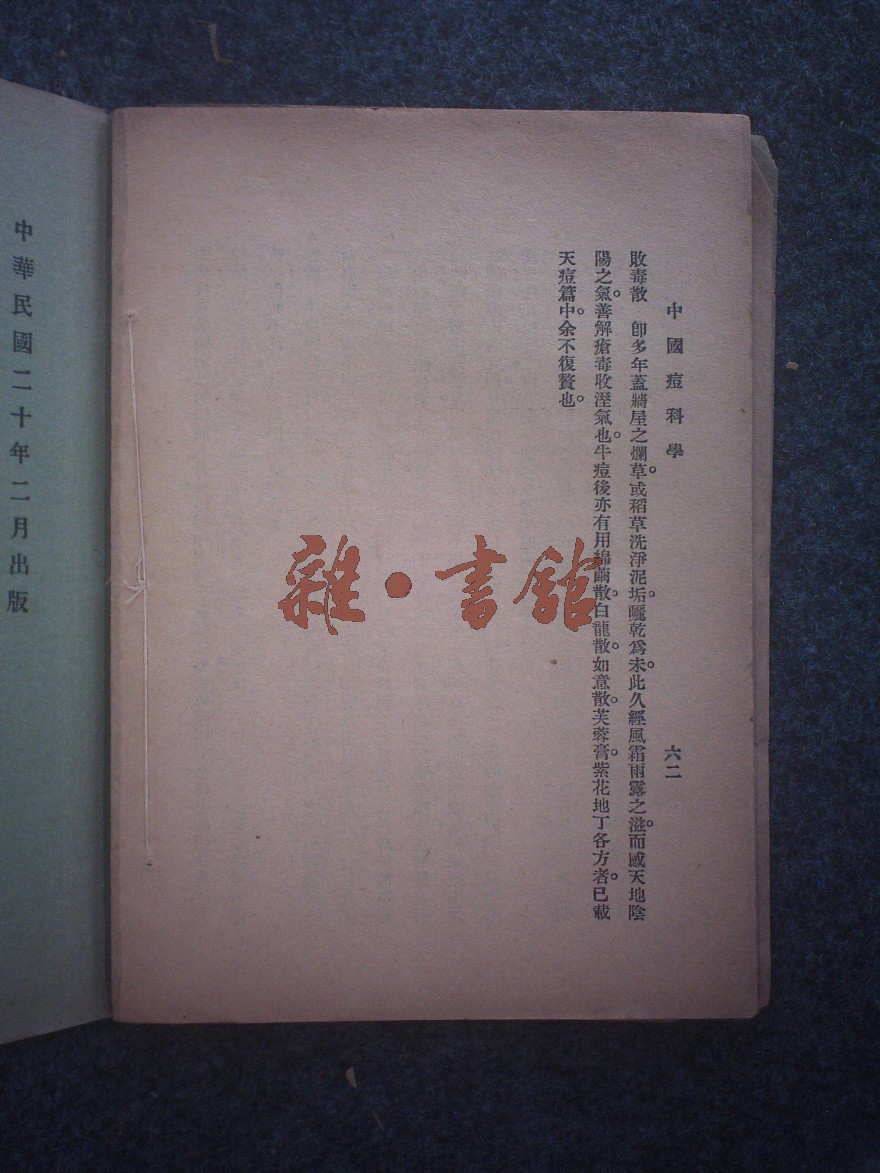 中國痘科學
六二
敗毒散　卽多年蓋牆屋之爛草。或稻草洗淨泥垢。曬乾爲末。此久經風霜雨露之滋。而感天地陰
陽之氣。善解瘡毒收溼氣也。牛痘後亦有用綿繭散。白龍散。如意散。芙蓉膏。紫花地丁各方者。已載
天痘篇中。余不復贅也。
中華民國二十年二月出版
雜·書館